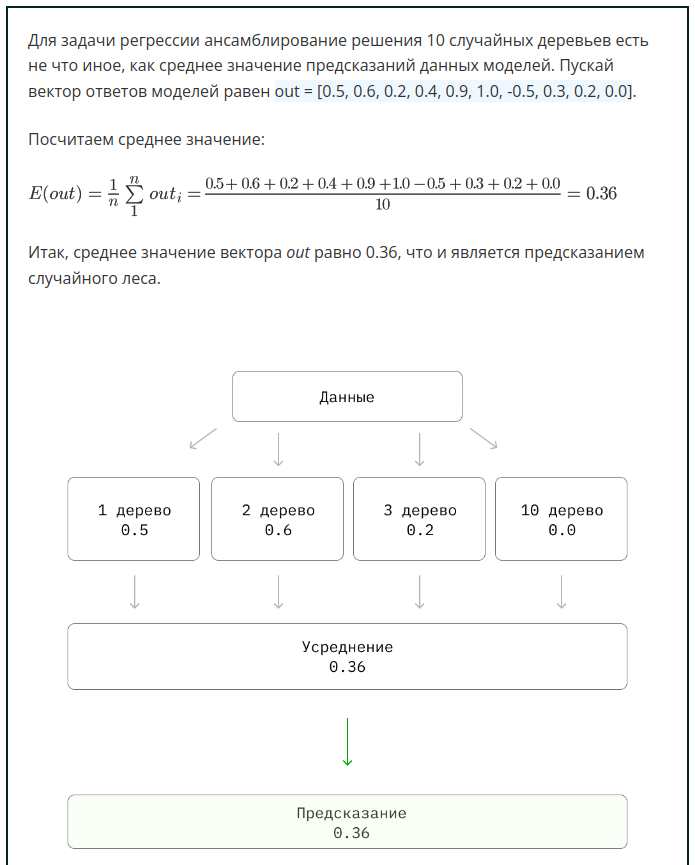 Для задачи регрессии ансамблирование решения 10 случайных деревьев есть
не что иное, как среднее значение предсказаний данных моделей. Пускай
вектор ответов моделей равен out = [0.5, 0.6, 0.2, 0.4, 0.9, 1.0, -0.5, 0.3, 0.2, 0.0].
Посчитаем среднее значение:
E(out) = \frac{1}{n} \sum_{1}^{n} out_i = \frac{0.5 + 0.6 + 0.2 + 0.4 + 0.9 + 1.0 - 0.5 + 0.3 + 0.2 + 0.0}{10} = 0.36
Итак, среднее значение вектора out равно 0.36, что и является предсказанием
случайного леса.
Данные
1 дерево
0.5
2 дерево
0.6
3 дерево
0.2
10 дерево
0.0
Усреднение
0.36
Предсказание
0.36